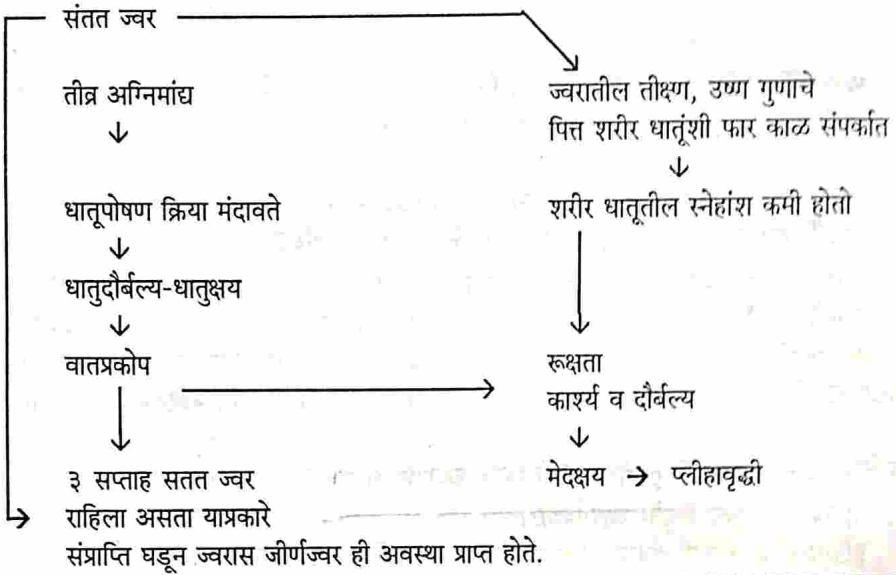 संतत ज्वर
तीव्र अग्निमांद्य
↓
धातूपोषण क्रिया मंदावते
↓
धातुदौर्बल्य-धातुक्षय
↓
वातप्रकोप
३ सप्ताह सतत ज्वर
राहिला असता याप्रकारे
संप्राप्ति घडून ज्वरास जीर्णज्वर ही अवस्था प्राप्त होते.
ज्वरातील तीक्ष्ण, उष्ण गुणाचे
पित्त शरीर धातूंशी फार काळ संपर्कात
↓
शरीर धातूतील स्नेहांश कमी होतो
रूक्षता
कार्श्य व दौर्बल्य
↓
मेदक्षय → प्लीहावृद्धी